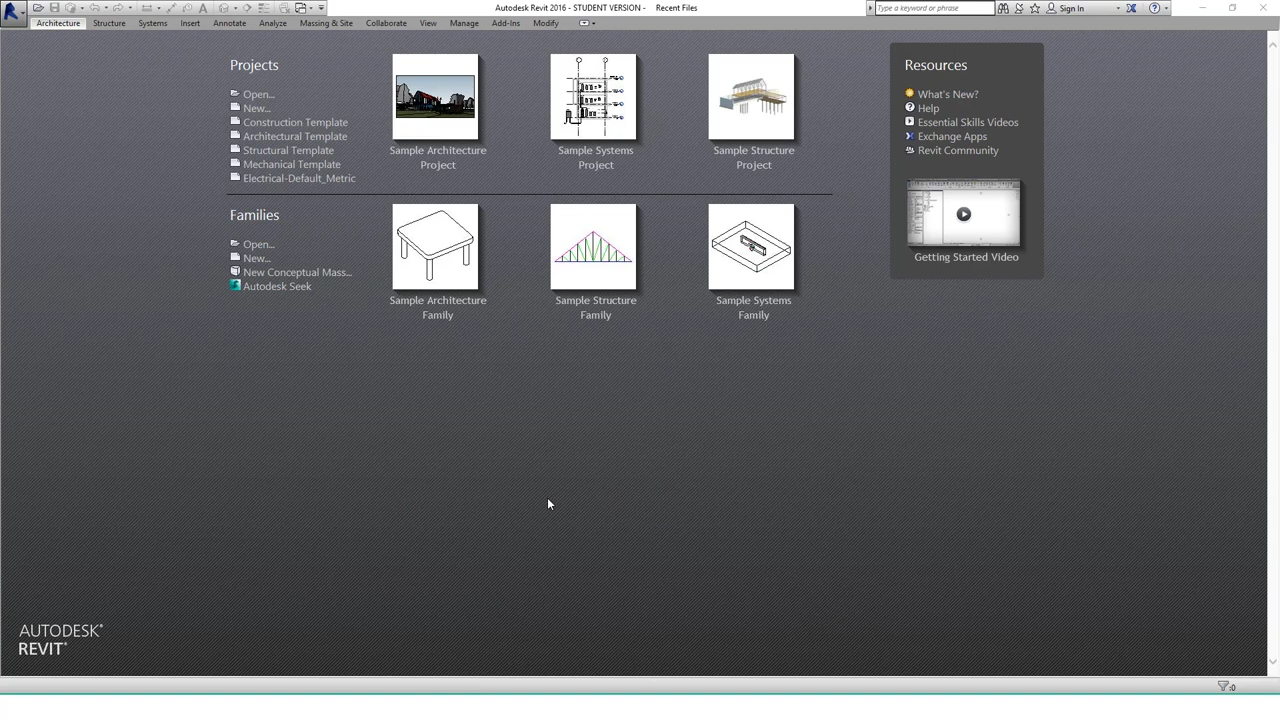 Autodesk Revit 2016 - STUDENT VERSION - Recent Files
Type a keyword or phrase
Sign In
Architecture Structure Systems Insert Annotate Analyze Massing & Site Collaborate View Manage Add-Ins Modify
Projects
Open...
New...
Construction Template
Architectural Template
Structural Template
Mechanical Template
Electrical-Default_Metric
Sample Architecture
Project
Sample Systems
Project
Sample Structure
Project
Families
Open...
New...
New Conceptual Mass...
Autodesk Seek
Sample Architecture
Family
Sample Structure
Family
Sample Systems
Family
Resources
What's New?
Help
Essential Skills Videos
Exchange Apps
Revit Community
Getting Started Video
AUTODESK®
REVIT®
:0